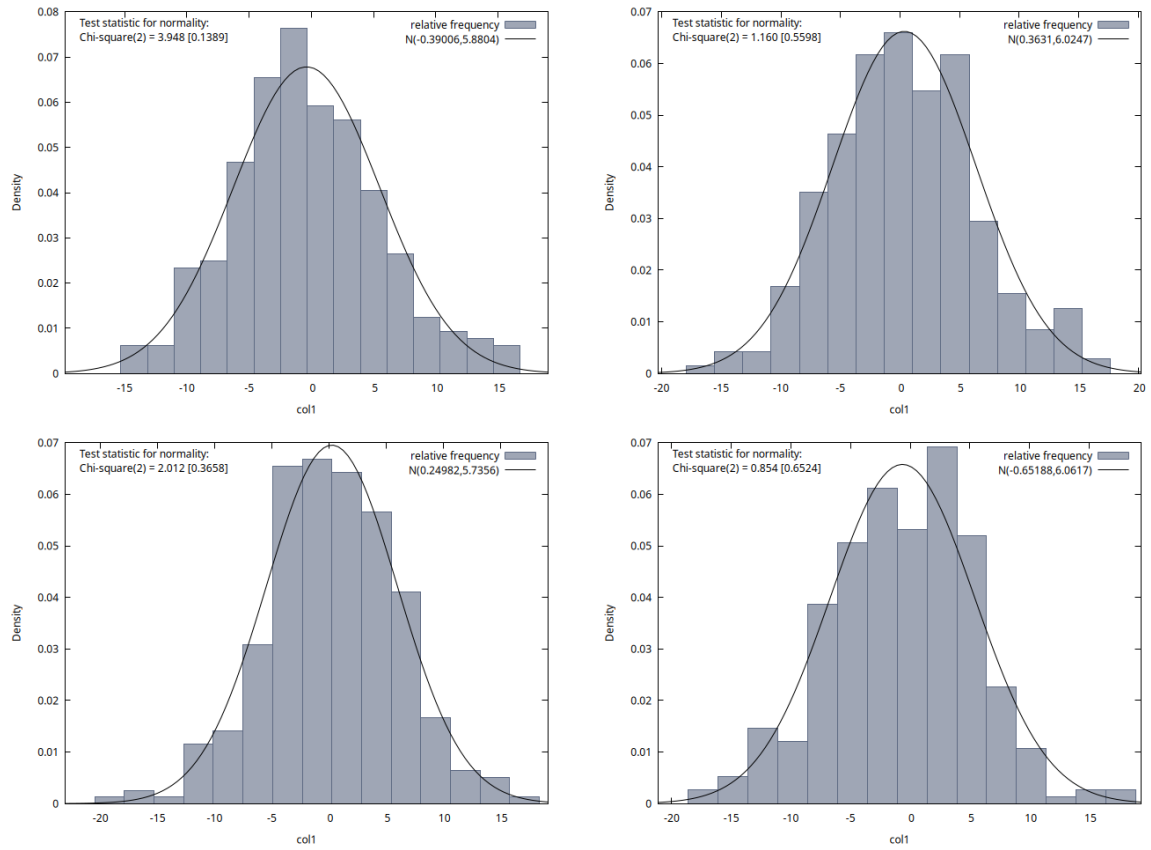 Test statistic for normality:
Chi-square(2) = 3.948 [0.1389]
relative frequency
N(-0.39006,5.8804)
0.08
0.07
0.06
0.05
0.04
0.03
0.02
0.01
0
Density
-15
-10
-5
0
5
10
15
col1
Test statistic for normality:
Chi-square(2) = 1.160 [0.5598]
relative frequency
N(0.3631,6.0247)
0.07
0.06
0.05
0.04
0.03
0.02
0.01
0
Density
-20
-15
-10
-5
0
5
10
15
20
col1
Test statistic for normality:
Chi-square(2) = 2.012 [0.3658]
relative frequency
N(0.24982,5.7356)
0.07
0.06
0.05
0.04
0.03
0.02
0.01
0
Density
-20
-15
-10
-5
0
5
10
15
col1
Test statistic for normality:
Chi-square(2) = 0.854 [0.6524]
relative frequency
N(-0.65188,6.0617)
0.07
0.06
0.05
0.04
0.03
0.02
0.01
0
Density
-20
-15
-10
-5
0
5
10
15
col1